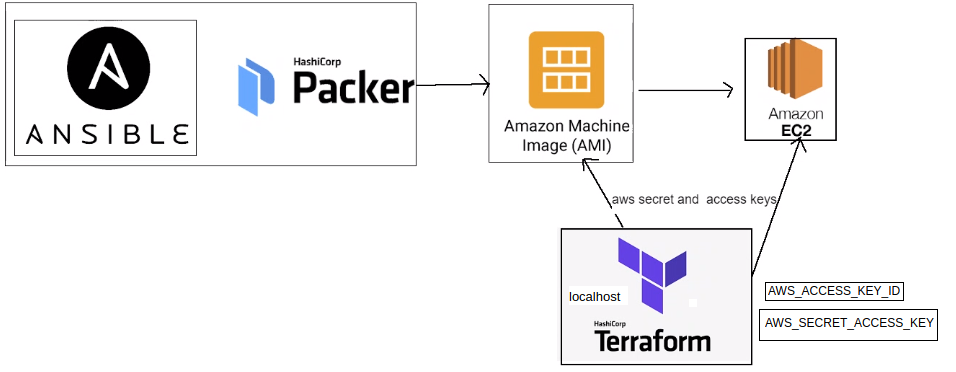 ANSIBLE
HashiCorp
Packer
Amazon Machine
Image (AMI)
Amazon
EC2
aws secret and access keys
localhost
HashiCorp
Terraform
AWS_ACCESS_KEY_ID
AWS_SECRET_ACCESS_KEY